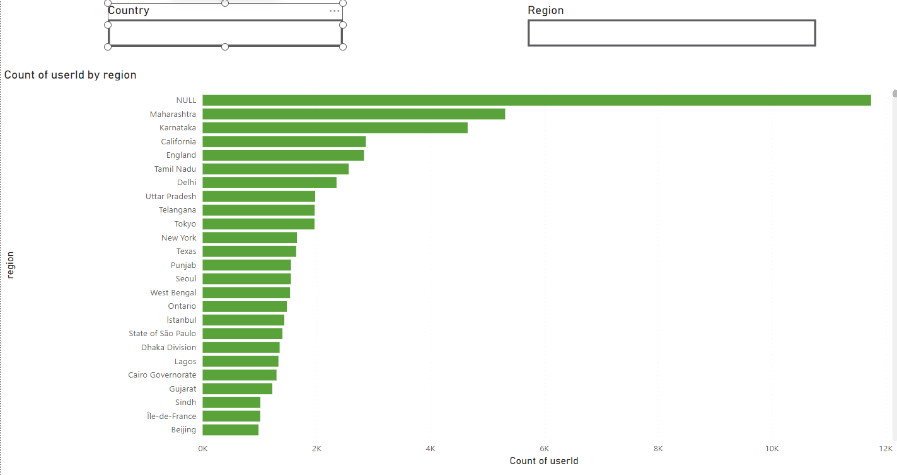 Country
Region
Count of userId by region
NULL
Maharashtra
Karnataka
California
England
Tamil Nadu
Delhi
Uttar Pradesh
Telangana
Tokyo
New York
Texas
Punjab
Seoul
West Bengal
Ontario
İstanbul
State of São Paulo
Dhaka Division
Lagos
Cairo Governorate
Gujarat
Sindh
Île-de-France
Beijing
region
0K 2K 4K 6K 8K 10K 12K
Count of userId